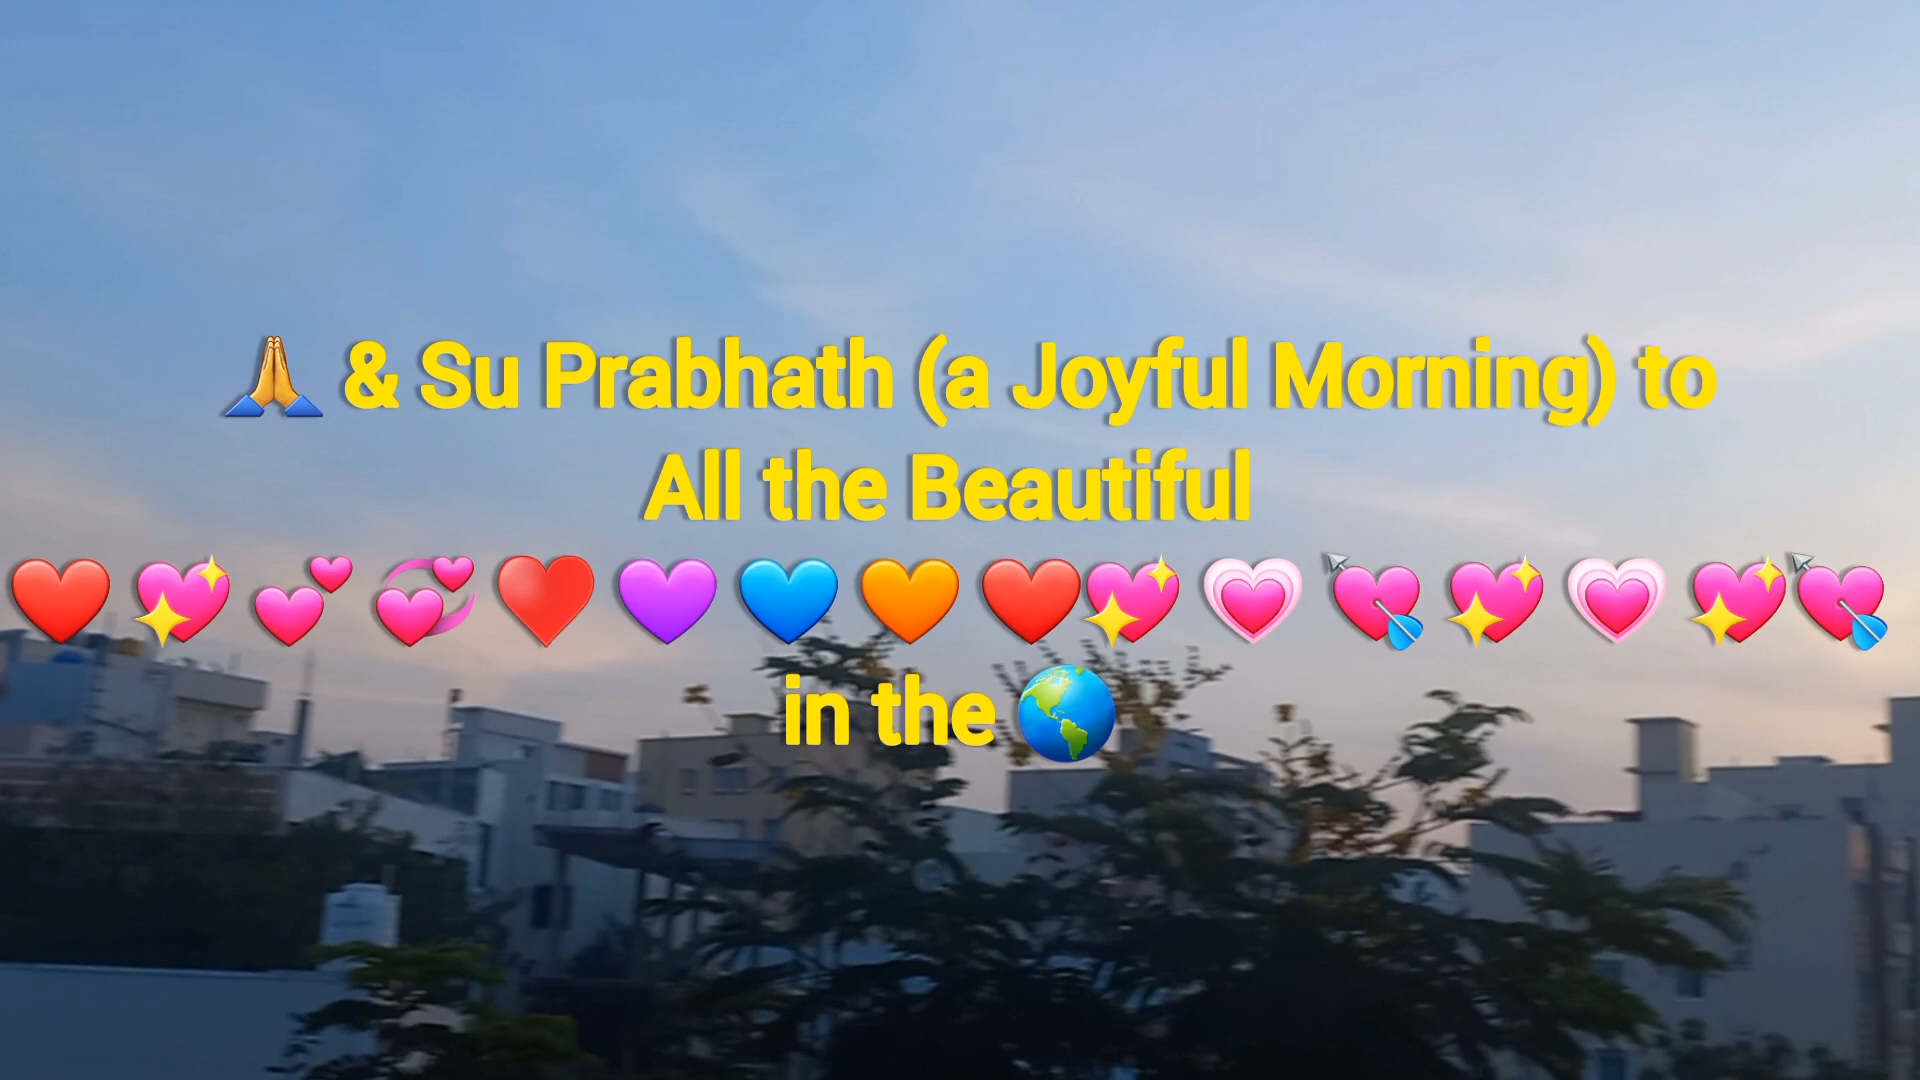 🙏 & Su Prabhath (a Joyful Morning) to
All the Beautiful
❤️ 💖 💕 💞 ♥️ 💜 💙 🧡 ❤️💖 💗 💘 💖 💗 💖💘
in the 🌎